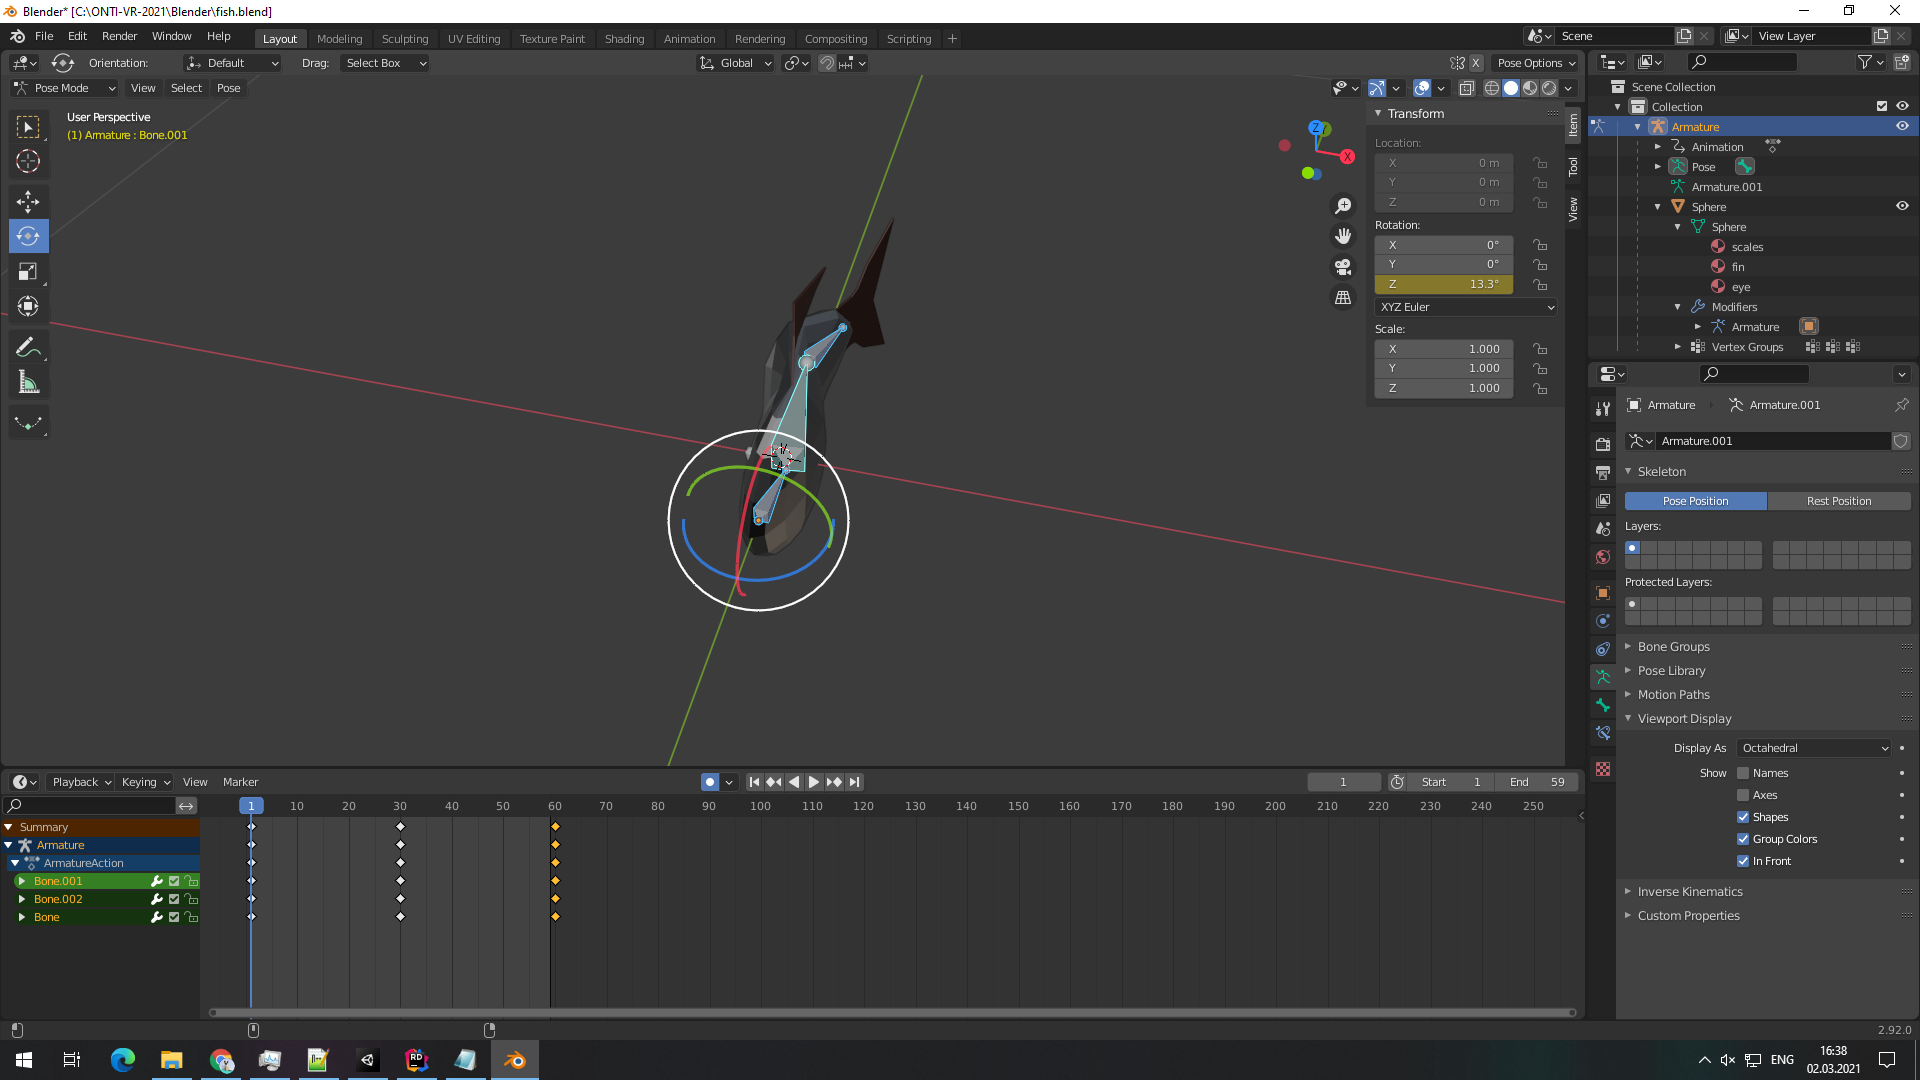 Blender* [C:\ONTI-VR-2021\Blender\fish.blend]
File Edit Render Window Help
Layout Modeling Sculpting UV Editing Texture Paint Shading Animation Rendering Compositing Scripting +
Scene
View Layer
Orientation: Default Drag: Select Box
Global
X Pose Options
Pose Mode View Select Pose
User Perspective
(1) Armature : Bone.001
Z
X
Transform
Location:
X 0 m
Y 0 m
Z 0 m
Rotation:
X 0°
Y 0°
Z 13.3°
XYZ Euler
Scale:
X 1.000
Y 1.000
Z 1.000
Item
Tool
View
Scene Collection
Collection
Armature
Animation
Pose
Armature.001
Sphere
Sphere
scales
fin
eye
Modifiers
Armature
Vertex Groups
Armature Armature.001
Armature.001
Skeleton
Pose Position Rest Position
Layers:
Protected Layers:
Bone Groups
Pose Library
Motion Paths
Viewport Display
Display As Octahedral
Show Names
Axes
Shapes
Group Colors
In Front
Inverse Kinematics
Custom Properties
Playback Keying View Marker
1 Start 1 End 59
1 10 20 30 40 50 60 70 80 90 100 110 120 130 140 150 160 170 180 190 200 210 220 230 240 250
Summary
Armature
ArmatureAction
Bone.001
Bone.002
Bone
2.92.0
RD
ENG
16:38
02.03.2021